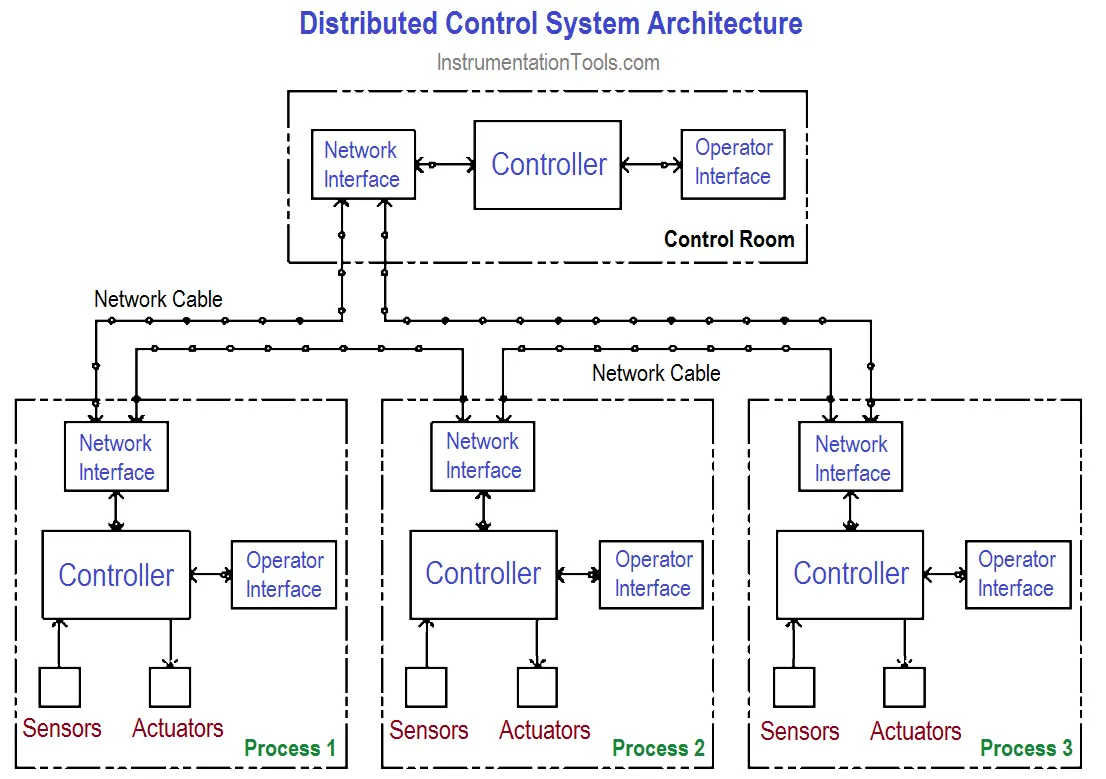 Distributed Control System Architecture
InstrumentationTools.com
Network
Interface
Controller
Operator
Interface
Control Room
Network Cable
Network Cable
Network
Interface
Controller
Operator
Interface
Sensors
Actuators
Process 1
Network
Interface
Controller
Operator
Interface
Sensors
Actuators
Process 2
Network
Interface
Controller
Operator
Interface
Sensors
Actuators
Process 3